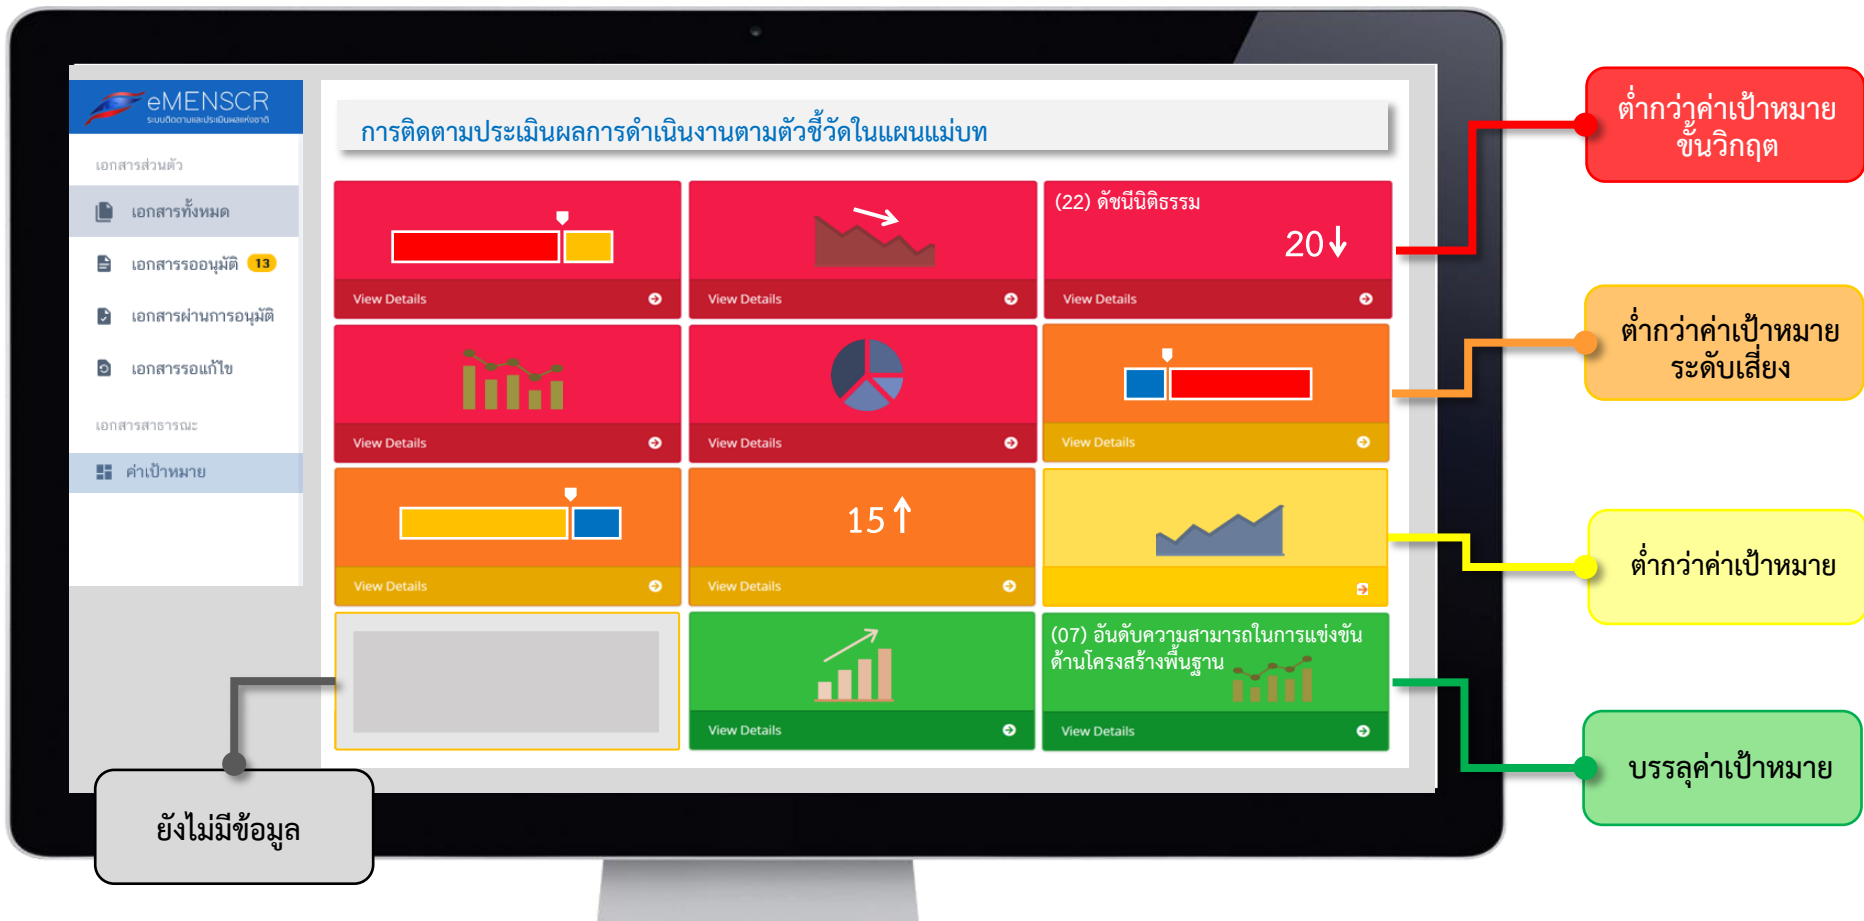 eMENSCR
ระบบติดตามและประเมินผลแห่งชาติ
เอกสารส่วนตัว
เอกสารทั้งหมด
เอกสารรออนุมัติ 13
เอกสารผ่านการอนุมัติ
เอกสารรอแก้ไข
เอกสารสาธารณะ
ค่าเป้าหมาย
การติดตามประเมินผลการดำเนินงานตามตัวชี้วัดในแผนแม่บท
View Details
View Details
(22) ดัชนีนิติธรรม
20
View Details
View Details
View Details
View Details
View Details
15
View Details
View Details
(07) อันดับความสามารถในการแข่งขัน
ด้านโครงสร้างพื้นฐาน
View Details
ต่ำกว่าค่าเป้าหมาย
ขั้นวิกฤต
ต่ำกว่าค่าเป้าหมาย
ระดับเสี่ยง
ต่ำกว่าค่าเป้าหมาย
บรรลุค่าเป้าหมาย
ยังไม่มีข้อมูล